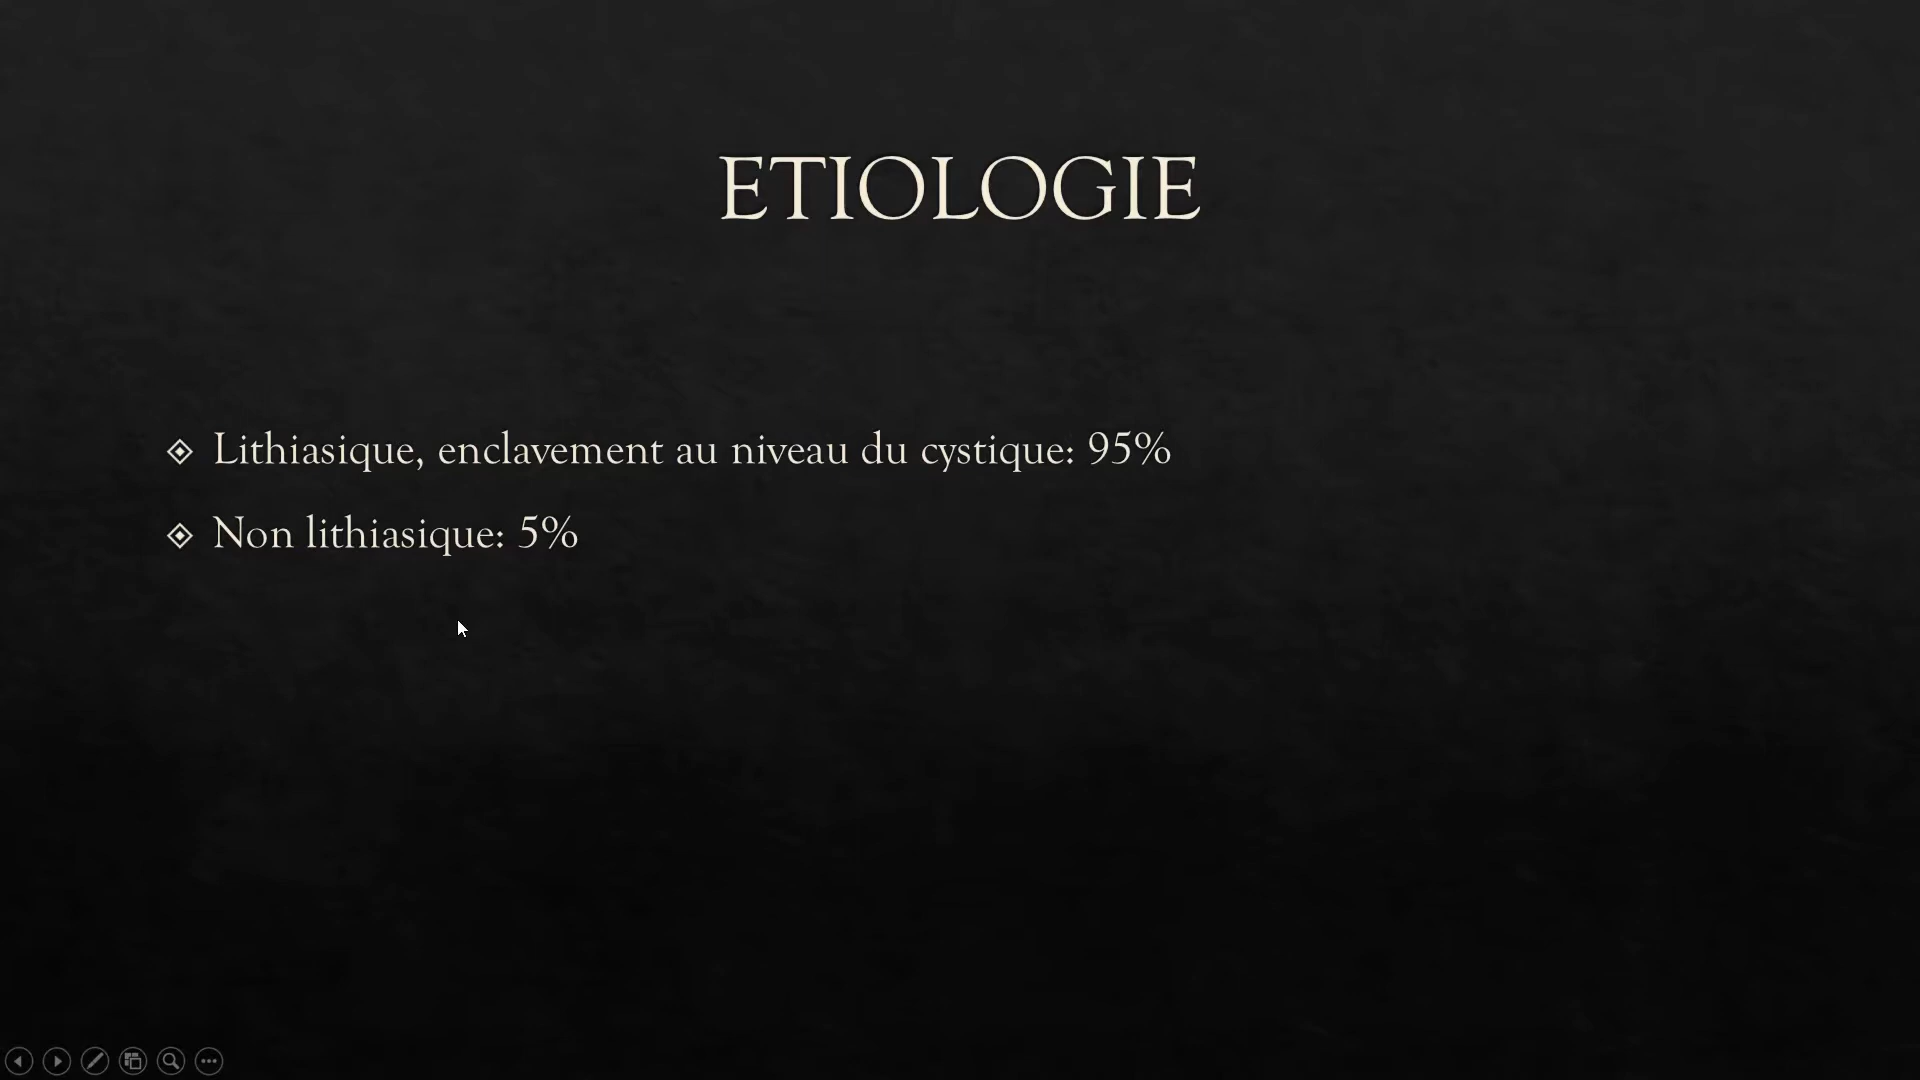 ETIOLOGIE
Lithiasique, enclavement au niveau du cystique: 95%
Non lithiasique: 5%